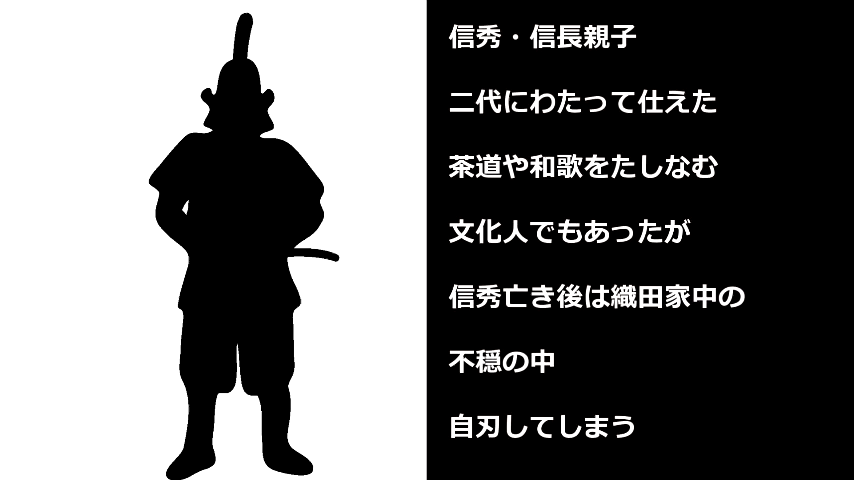 信秀・信長親子
二代にわたって仕えた
茶道や和歌をたしなむ
文化人でもあったが
信秀亡き後は織田家中の
不穏の中
自刃してしまう